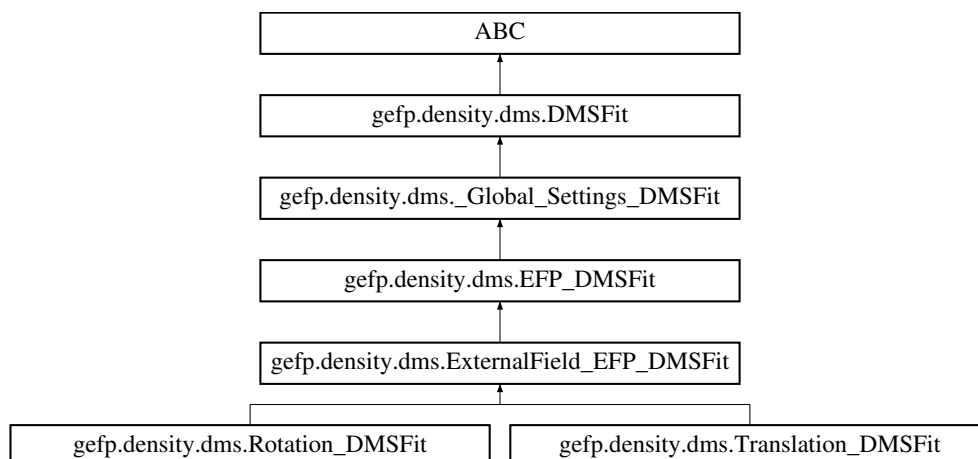 ABC
gefp.density.dms.DMSFit
gefp.density.dms._Global_Settings_DMSFit
gefp.density.dms.EFP_DMSFit
gefp.density.dms.ExternalField_EFP_DMSFit
gefp.density.dms.Rotation_DMSFit
gefp.density.dms.Translation_DMSFit